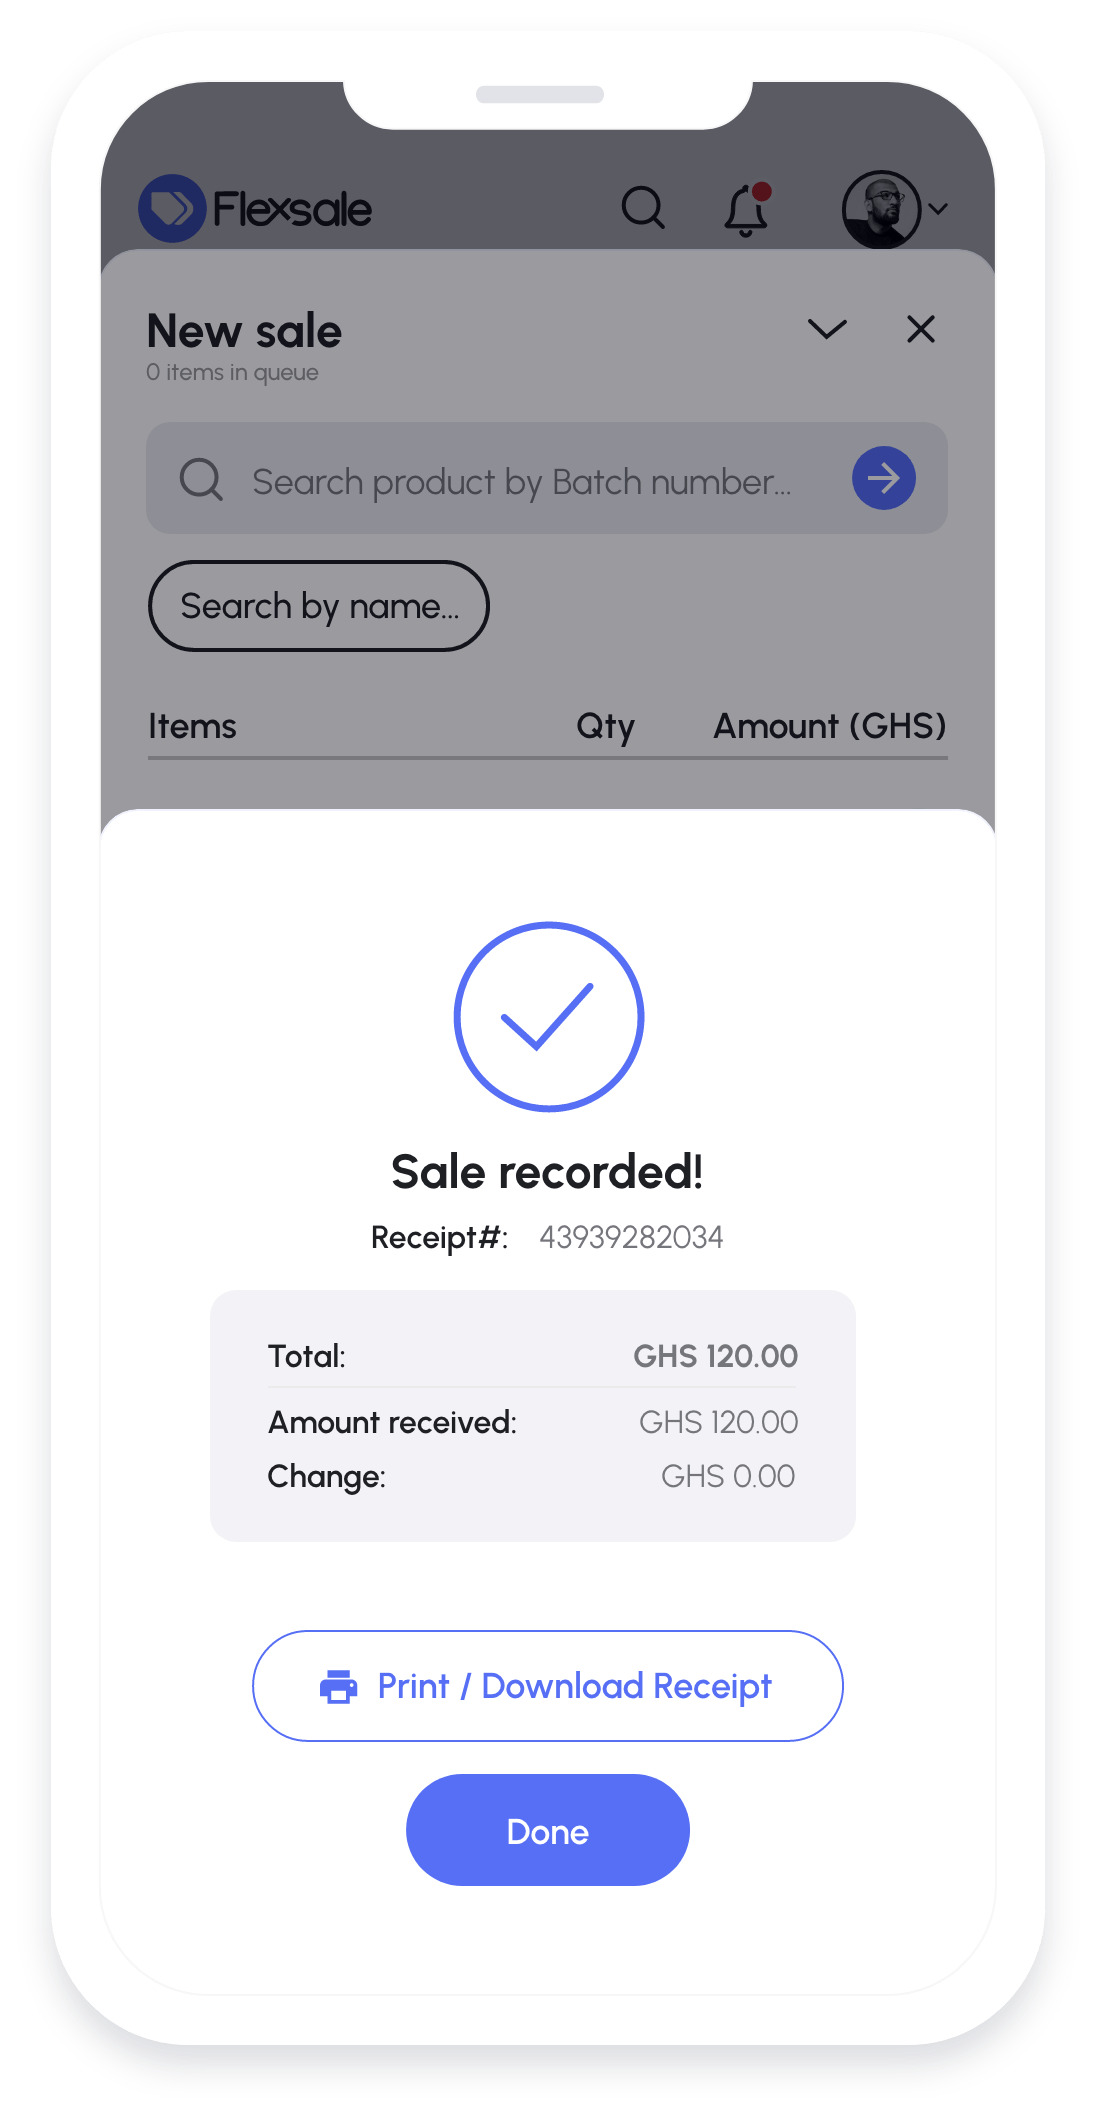 Flexsale
New sale
0 items in queue
Search product by Batch number...
Search by name...
Items Qty Amount (GHS)
Sale recorded!
Receipt#: 43939282034
Total: GHS 120.00
Amount received: GHS 120.00
Change: GHS 0.00
Print / Download Receipt
Done